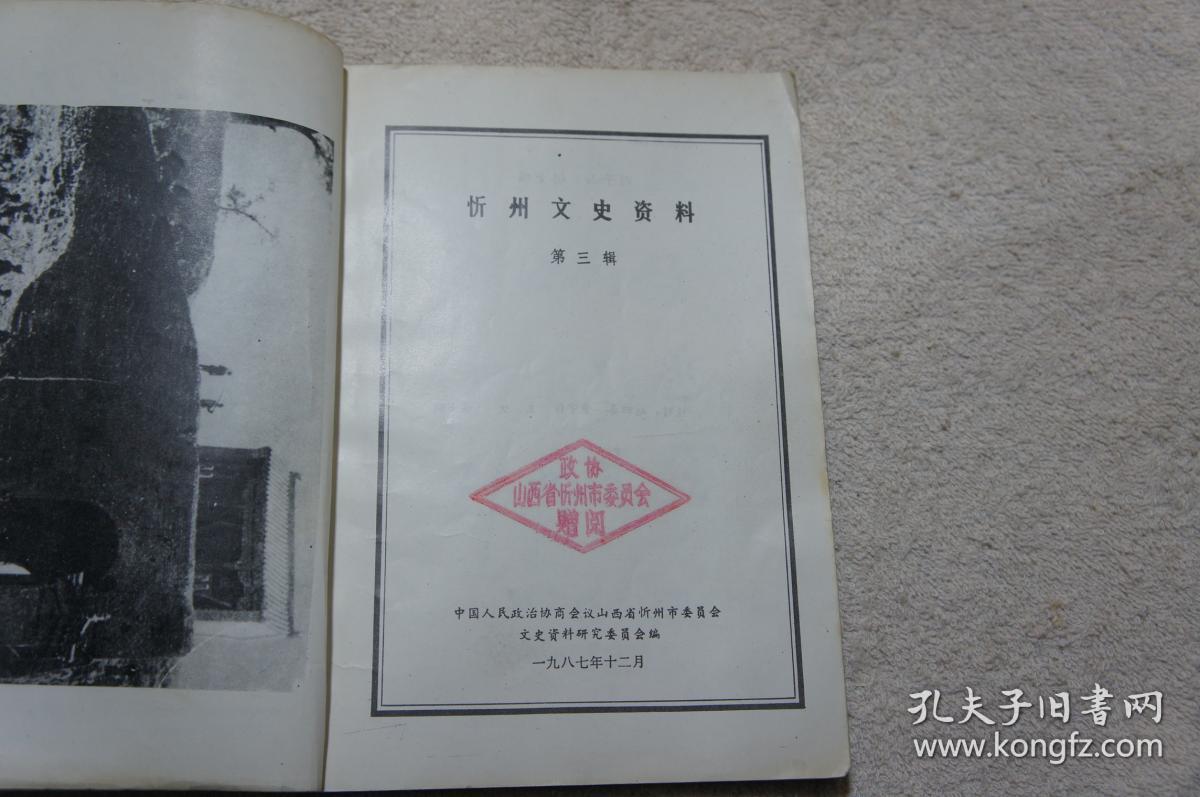 忻州文史资料
第三辑
政协
山西省忻州市委员会
赠阅
中国人民政治协商会议山西省忻州市委员会
文史资料研究委员会编
一九八七年十二月
孔夫子旧书网
www.kongfz.com